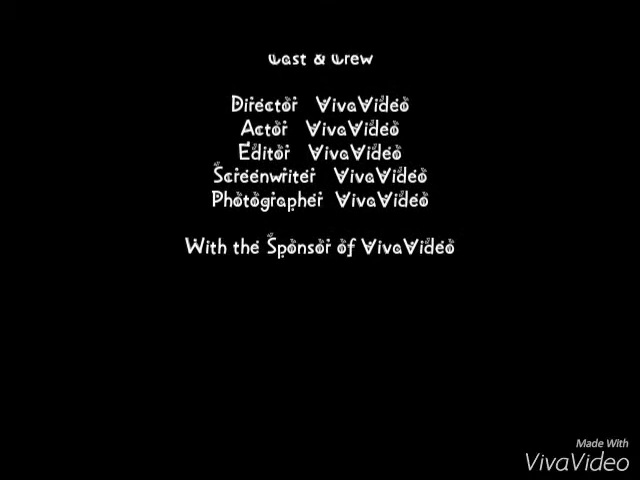 Cast & Crew
Director VivaVideo
Actor VivaVideo
Editor VivaVideo
Screenwriter VivaVideo
Photographer VivaVideo
With the Sponsor of VivaVideo
Made With
VivaVideo